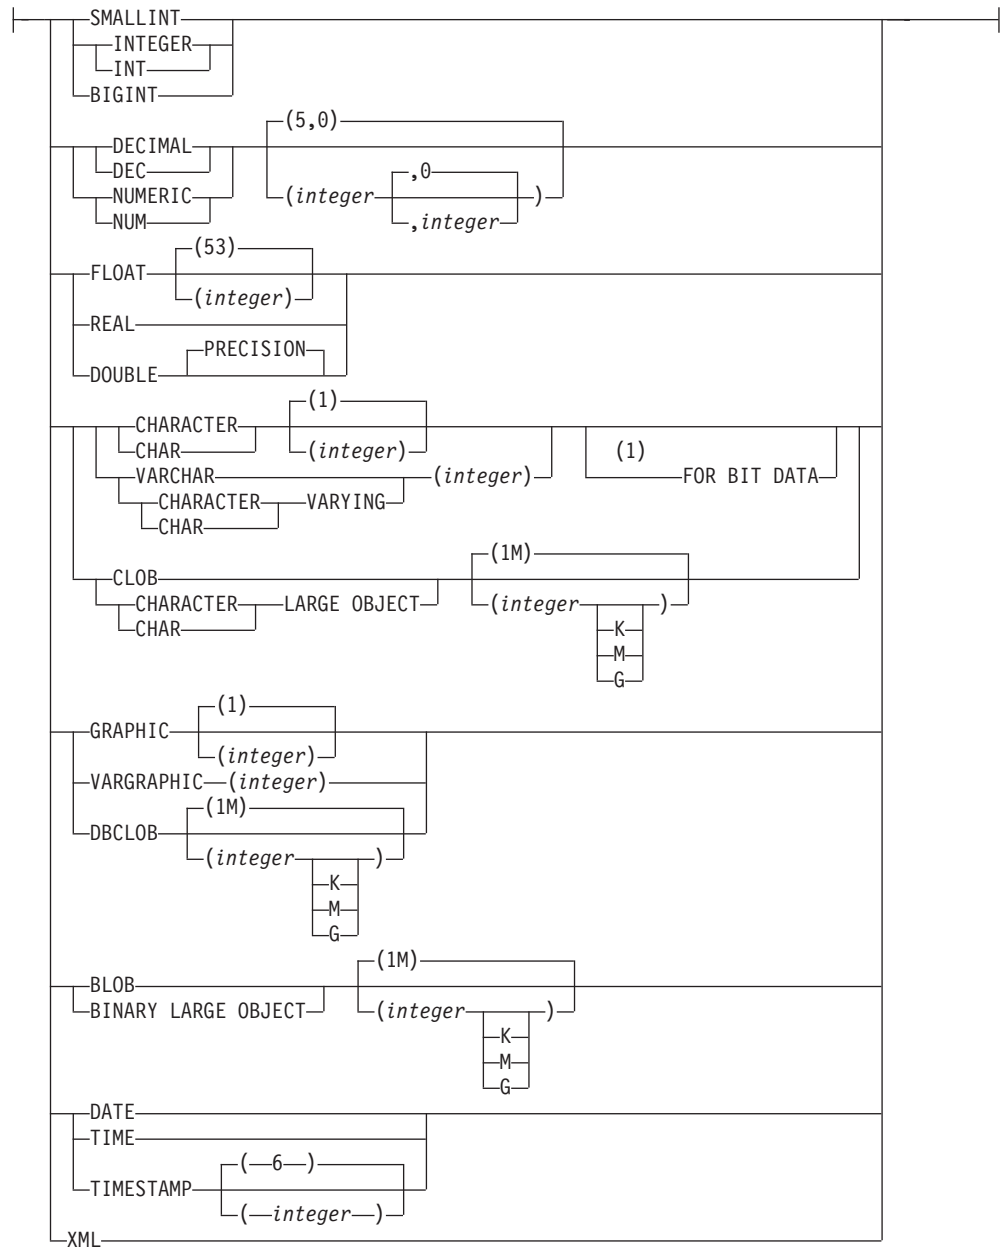 SMALLINT
INTEGER
INT
BIGINT
(5,0)
DECIMAL
DEC ,0
NUMERIC (integer )
NUM ,integer
(53)
FLOAT
(integer)
REAL
PRECISION
DOUBLE
(1)
CHARACTER
CHAR (integer) (1)
VARCHAR (integer) FOR BIT DATA
CHARACTER VARYING
CHAR
(1M)
CLOB
CHARACTER LARGE OBJECT (integer )
CHAR K
M
G
(1)
GRAPHIC
(integer)
VARGRAPHIC (integer)
(1M)
DBCLOB
(integer )
K
M
G
(1M)
BLOB
BINARY LARGE OBJECT (integer )
K
M
G
DATE
TIME
( 6 )
TIMESTAMP
( integer )
XML